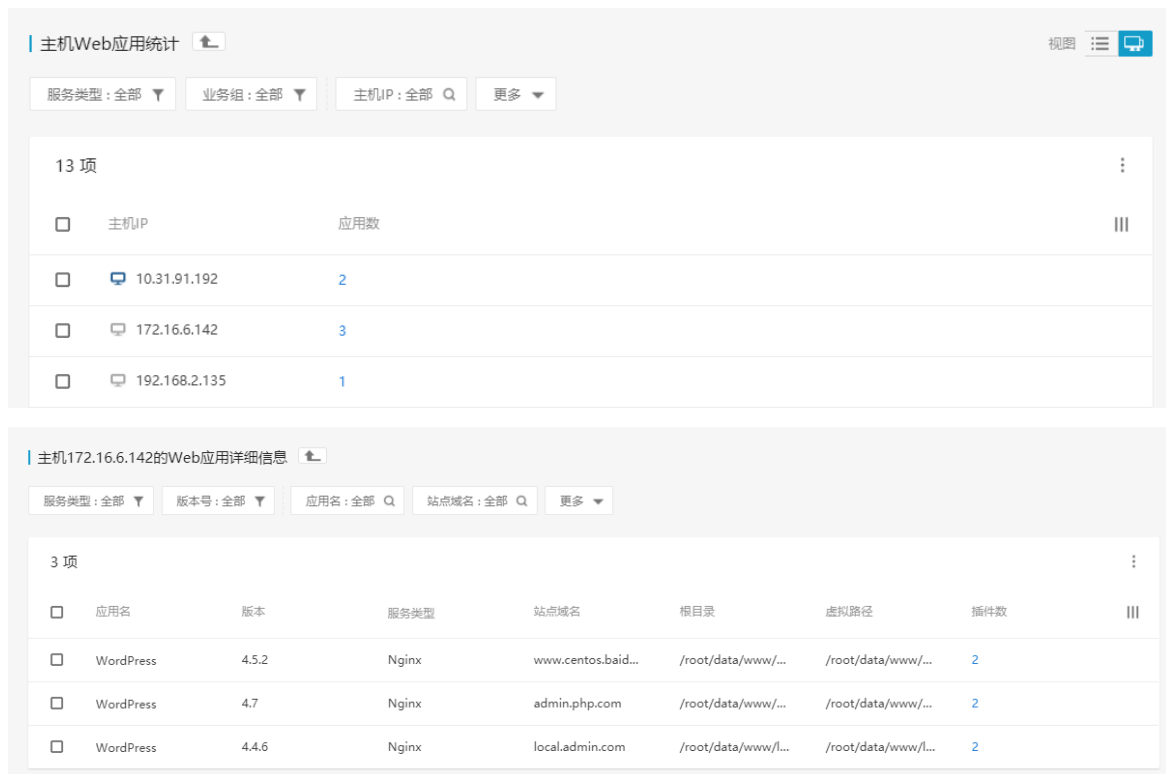 主机Web应用统计
视图
服务类型 : 全部 业务组 : 全部 主机IP : 全部 更多
13 项
主机IP 应用数
10.31.91.192 2
172.16.6.142 3
192.168.2.135 1
主机172.16.6.142的Web应用详细信息
服务类型 : 全部 版本号 : 全部 应用名 : 全部 站点域名 : 全部 更多
3 项
应用名 版本 服务类型 站点域名 根目录 虚拟路径 插件数
WordPress 4.5.2 Nginx www.centos.baid... /root/data/www/... /root/data/www/... 2
WordPress 4.7 Nginx admin.php.com /root/data/www/... /root/data/www/... 2
WordPress 4.4.6 Nginx local.admin.com /root/data/www/l... /root/data/www/l... 2